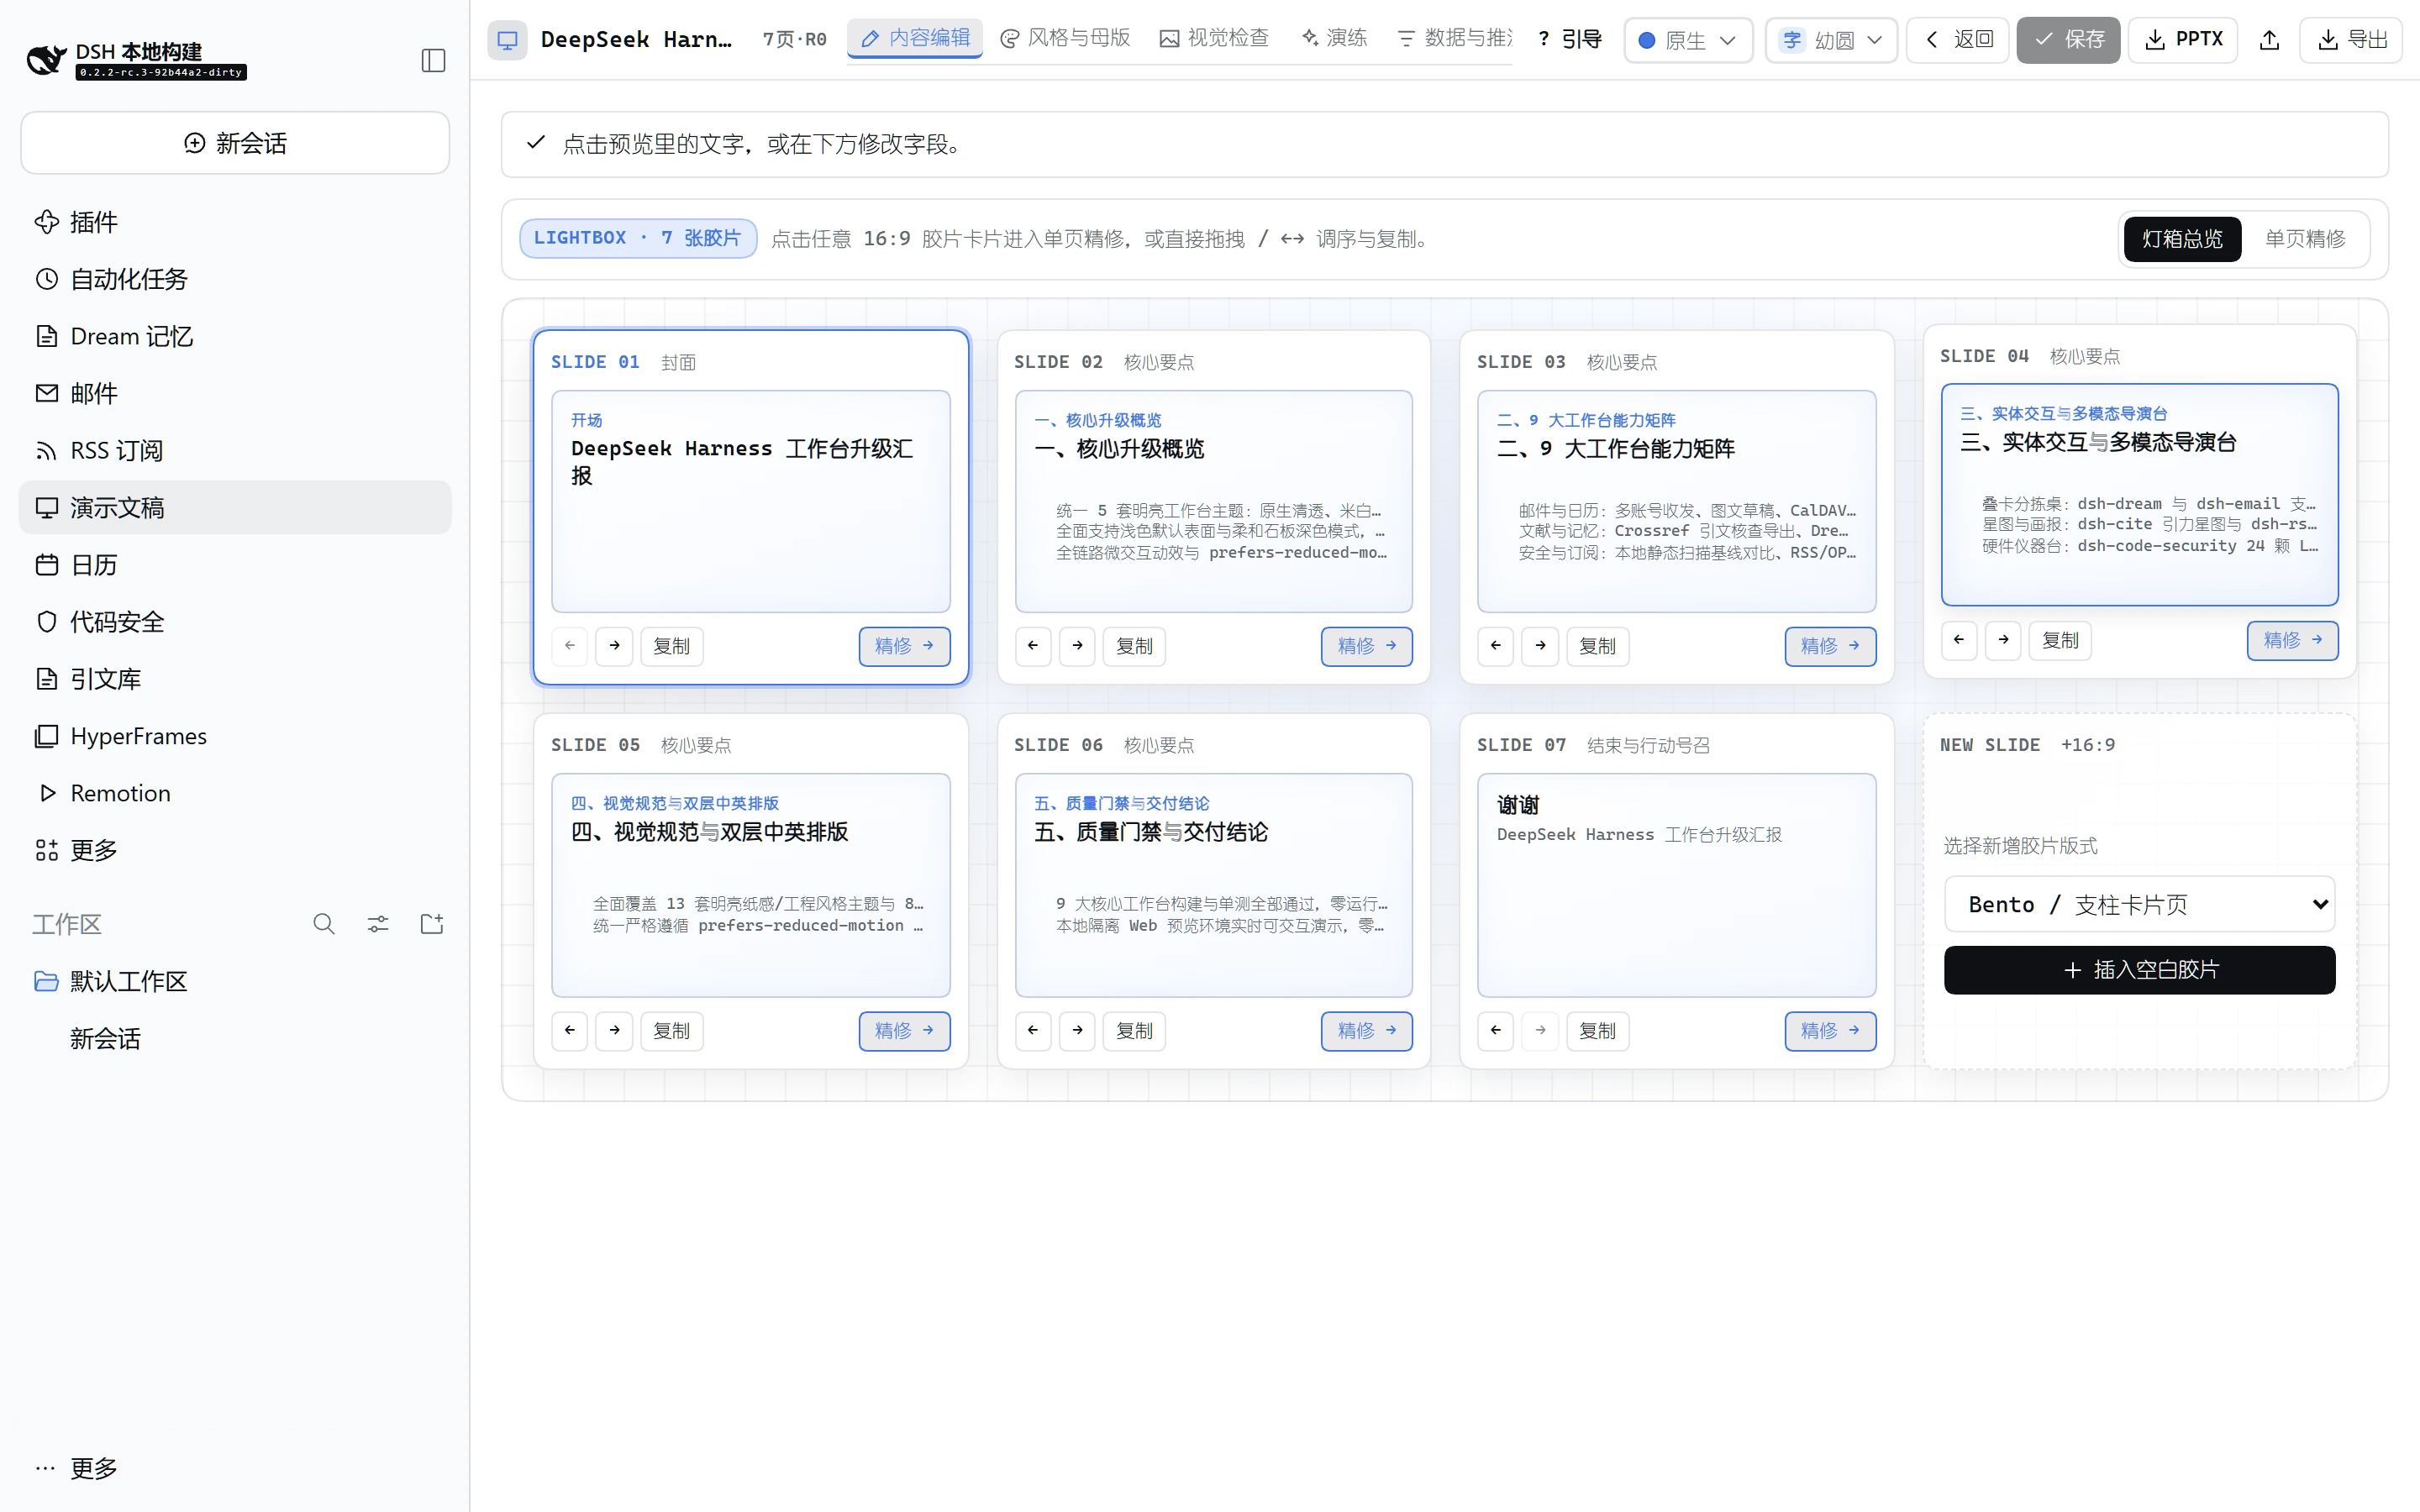 DSH 本地构建
0.2.2-rc.3-92b44a2-dirty
新会话
插件
自动化任务
Dream 记忆
邮件
RSS 订阅
演示文稿
日历
代码安全
引文库
HyperFrames
Remotion
更多
工作区
默认工作区
新会话
更多
DeepSeek Harn… 7页·R0 内容编辑 风格与母版 视觉检查 演练 数据与推 ? 引导 原生 字 幼圆 返回 保存 PPTX 导出
点击预览里的文字，或在下方修改字段。
LIGHTBOX · 7 张胶片 点击任意 16:9 胶片卡片进入单页精修，或直接拖拽 / ↔ 调序与复制。 灯箱总览 单页精修
SLIDE 01 封面
开场
DeepSeek Harness 工作台升级汇
报
← → 复制 精修 →
SLIDE 02 核心要点
一、核心升级概览
一、核心升级概览
统一 5 套明亮工作台主题：原生清透、米白…
全面支持浅色默认表面与柔和石板深色模式，…
全链路微交互动效与 prefers-reduced-mo…
← → 复制 精修 →
SLIDE 03 核心要点
二、9 大工作台能力矩阵
二、9 大工作台能力矩阵
邮件与日历：多账号收发、图文草稿、CalDAV…
文献与记忆：Crossref 引文核查导出、Dre…
安全与订阅：本地静态扫描基线对比、RSS/OP…
← → 复制 精修 →
SLIDE 04 核心要点
三、实体交互与多模态导演台
三、实体交互与多模态导演台
叠卡分拣桌：dsh-dream 与 dsh-email 支…
星图与画报：dsh-cite 引力星图与 dsh-rs…
硬件仪器台：dsh-code-security 24 颗 L…
← → 复制 精修 →
SLIDE 05 核心要点
四、视觉规范与双层中英排版
四、视觉规范与双层中英排版
全面覆盖 13 套明亮纸感/工程风格主题与 8…
统一严格遵循 prefers-reduced-motion …
← → 复制 精修 →
SLIDE 06 核心要点
五、质量门禁与交付结论
五、质量门禁与交付结论
9 大核心工作台构建与单测全部通过，零运行…
本地隔离 Web 预览环境实时可交互演示，零…
← → 复制 精修 →
SLIDE 07 结束与行动号召
谢谢
DeepSeek Harness 工作台升级汇报
← → 复制 精修 →
NEW SLIDE +16:9
选择新增胶片版式
Bento / 支柱卡片页
＋ 插入空白胶片